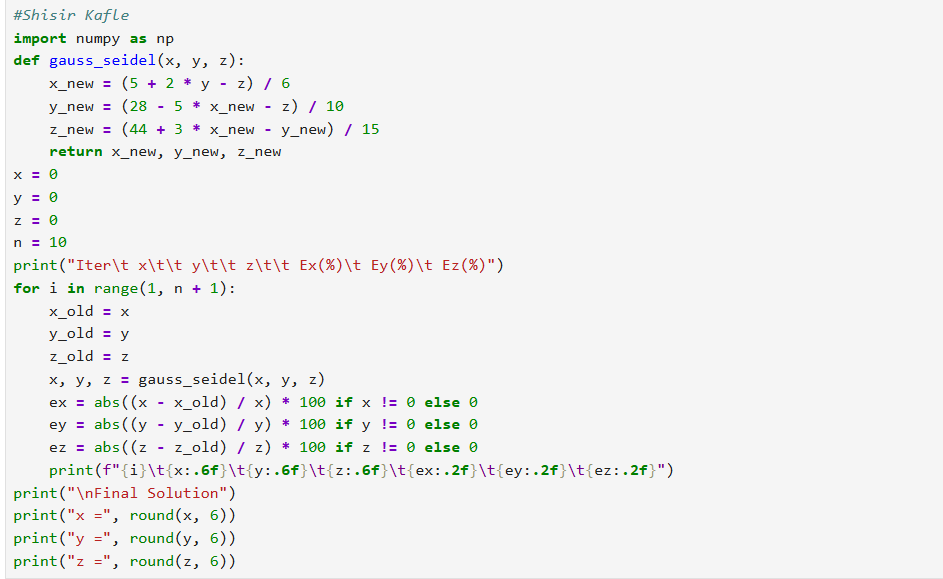 #Shisir Kafle
import numpy as np
def gauss_seidel(x, y, z):
    x_new = (5 + 2 * y - z) / 6
    y_new = (28 - 5 * x_new - z) / 10
    z_new = (44 + 3 * x_new - y_new) / 15
    return x_new, y_new, z_new
x = 0
y = 0
z = 0
n = 10
print("Iter\t x\t\t y\t\t z\t\t Ex(%)\t Ey(%)\t Ez(%)")
for i in range(1, n + 1):
    x_old = x
    y_old = y
    z_old = z
    x, y, z = gauss_seidel(x, y, z)
    ex = abs((x - x_old) / x) * 100 if x != 0 else 0
    ey = abs((y - y_old) / y) * 100 if y != 0 else 0
    ez = abs((z - z_old) / z) * 100 if z != 0 else 0
    print(f"{i}\t{x:.6f}\t{y:.6f}\t{z:.6f}\t{ex:.2f}\t{ey:.2f}\t{ez:.2f}")
print("\nFinal Solution")
print("x =", round(x, 6))
print("y =", round(y, 6))
print("z =", round(z, 6))